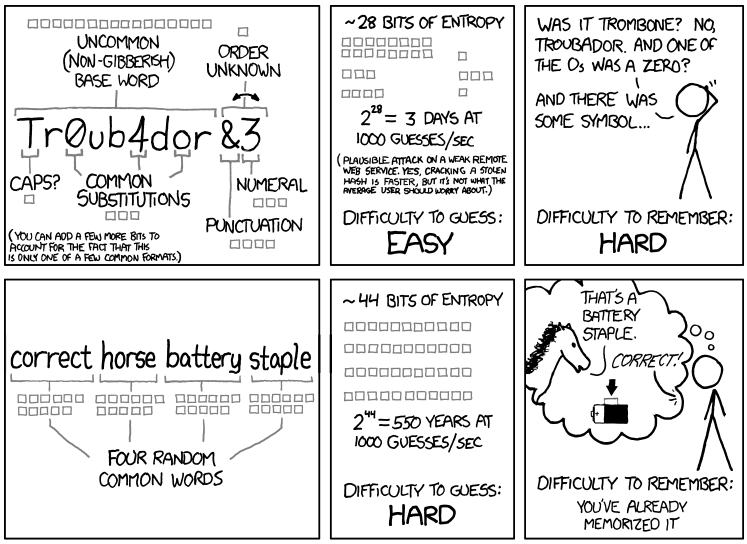 UNCOMMON
(NON-GIBBERISH)
BASE WORD
ORDER
UNKNOWN
Tr0ub4dor &3
CAPS?
COMMON
SUBSTITUTIONS
NUMERAL
PUNCTUATION
(YOU CAN ADD A FEW MORE BITS TO
ACCOUNT FOR THE FACT THAT THIS
IS ONLY ONE OF A FEW COMMON FORMATS.)
~28 BITS OF ENTROPY
2²⁸ = 3 DAYS AT
1000 GUESSES/SEC
(PLAUSIBLE ATTACK ON A WEAK REMOTE
WEB SERVICE. YES, CRACKING A STOLEN
HASH IS FASTER, BUT IT'S NOT WHAT THE
AVERAGE USER SHOULD WORRY ABOUT.)
DIFFICULTY TO GUESS:
EASY
WAS IT TROMBONE? NO,
TROUBADOR. AND ONE OF
THE Os WAS A ZERO?
AND THERE WAS
SOME SYMBOL...
DIFFICULTY TO REMEMBER:
HARD
correct horse battery staple
FOUR RANDOM
COMMON WORDS
~44 BITS OF ENTROPY
2⁴⁴ = 550 YEARS AT
1000 GUESSES/SEC
DIFFICULTY TO GUESS:
HARD
THAT'S A
BATTERY
STAPLE.
CORRECT!
DIFFICULTY TO REMEMBER:
YOU'VE ALREADY
MEMORIZED IT